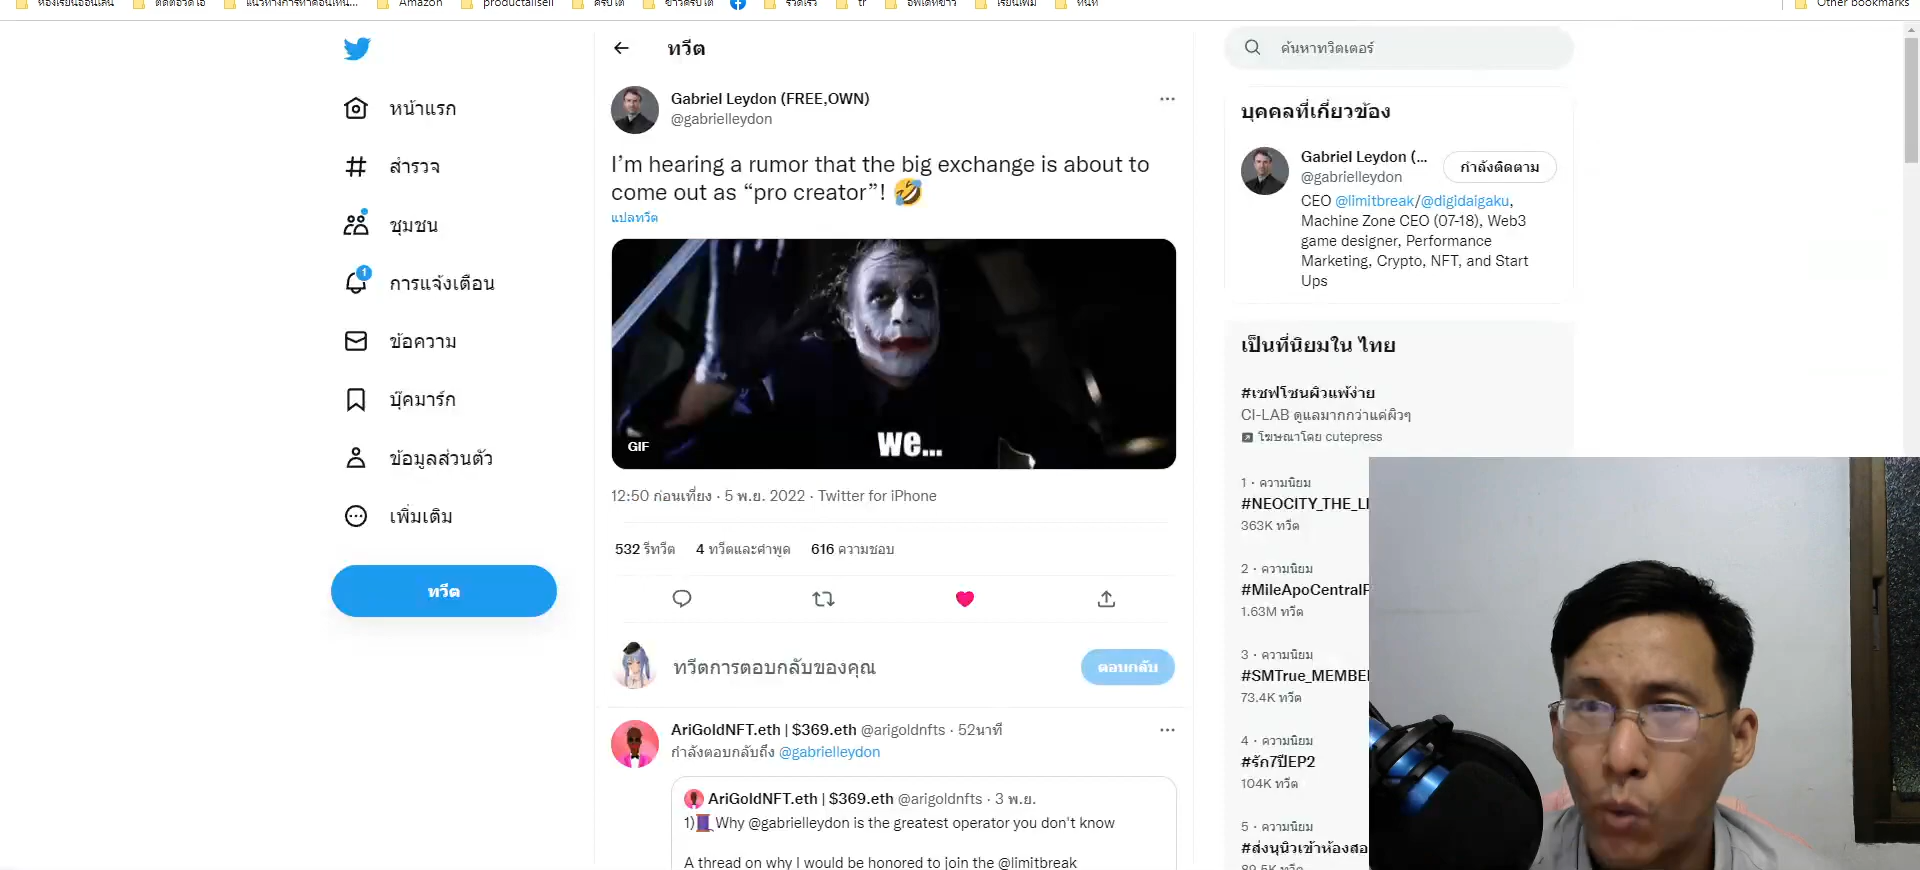 Amazon
productallsell
Other bookmarks
ทวีต
ค้นหาทวิตเตอร์
หน้าแรก
สำรวจ
ชุมชน
1
การแจ้งเตือน
ข้อความ
บุ๊คมาร์ก
ข้อมูลส่วนตัว
เพิ่มเติม
ทวีต
Gabriel Leydon (FREE,OWN)
@gabrielleydon
I’m hearing a rumor that the big exchange is about to
come out as “pro creator”! 🤣
แปลทวีต
we...
GIF
12:50 ก่อนเที่ยง · 5 พ.ย. 2022 · Twitter for iPhone
532 รีทวีต 4 ทวีตและคำพูด 616 ความชอบ
ทวีตการตอบกลับของคุณ
ตอบกลับ
AriGoldNFT.eth | $369.eth @arigoldnfts · 52นาที
กำลังตอบกลับถึง @gabrielleydon
AriGoldNFT.eth | $369.eth @arigoldnfts · 3 พ.ย.
1)🧵Why @gabrielleydon is the greatest operator you don't know
A thread on why I would be honored to join the @limitbreak
บุคคลที่เกี่ยวข้อง
Gabriel Leydon (...
@gabrielleydon
กำลังติดตาม
CEO @limitbreak/@digidaigaku,
Machine Zone CEO (07-18), Web3
game designer, Performance
Marketing, Crypto, NFT, and Start
Ups
เป็นที่นิยมใน ไทย
#เซฟโซนผิวแพ้ง่าย
CI-LAB ดูแลมากกว่าแค่ผิวๆ
โฆษณาโดย cutepress
1 · ความนิยม
#NEOCITY_THE_LI
363K ทวีต
2 · ความนิยม
#MileApoCentralP
1.63M ทวีต
3 · ความนิยม
#SMTrue_MEMBE
73.4K ทวีต
4 · ความนิยม
#รัก7ปีEP2
104K ทวีต
5 · ความนิยม
#ส่งนุนิวเข้าห้องสอ